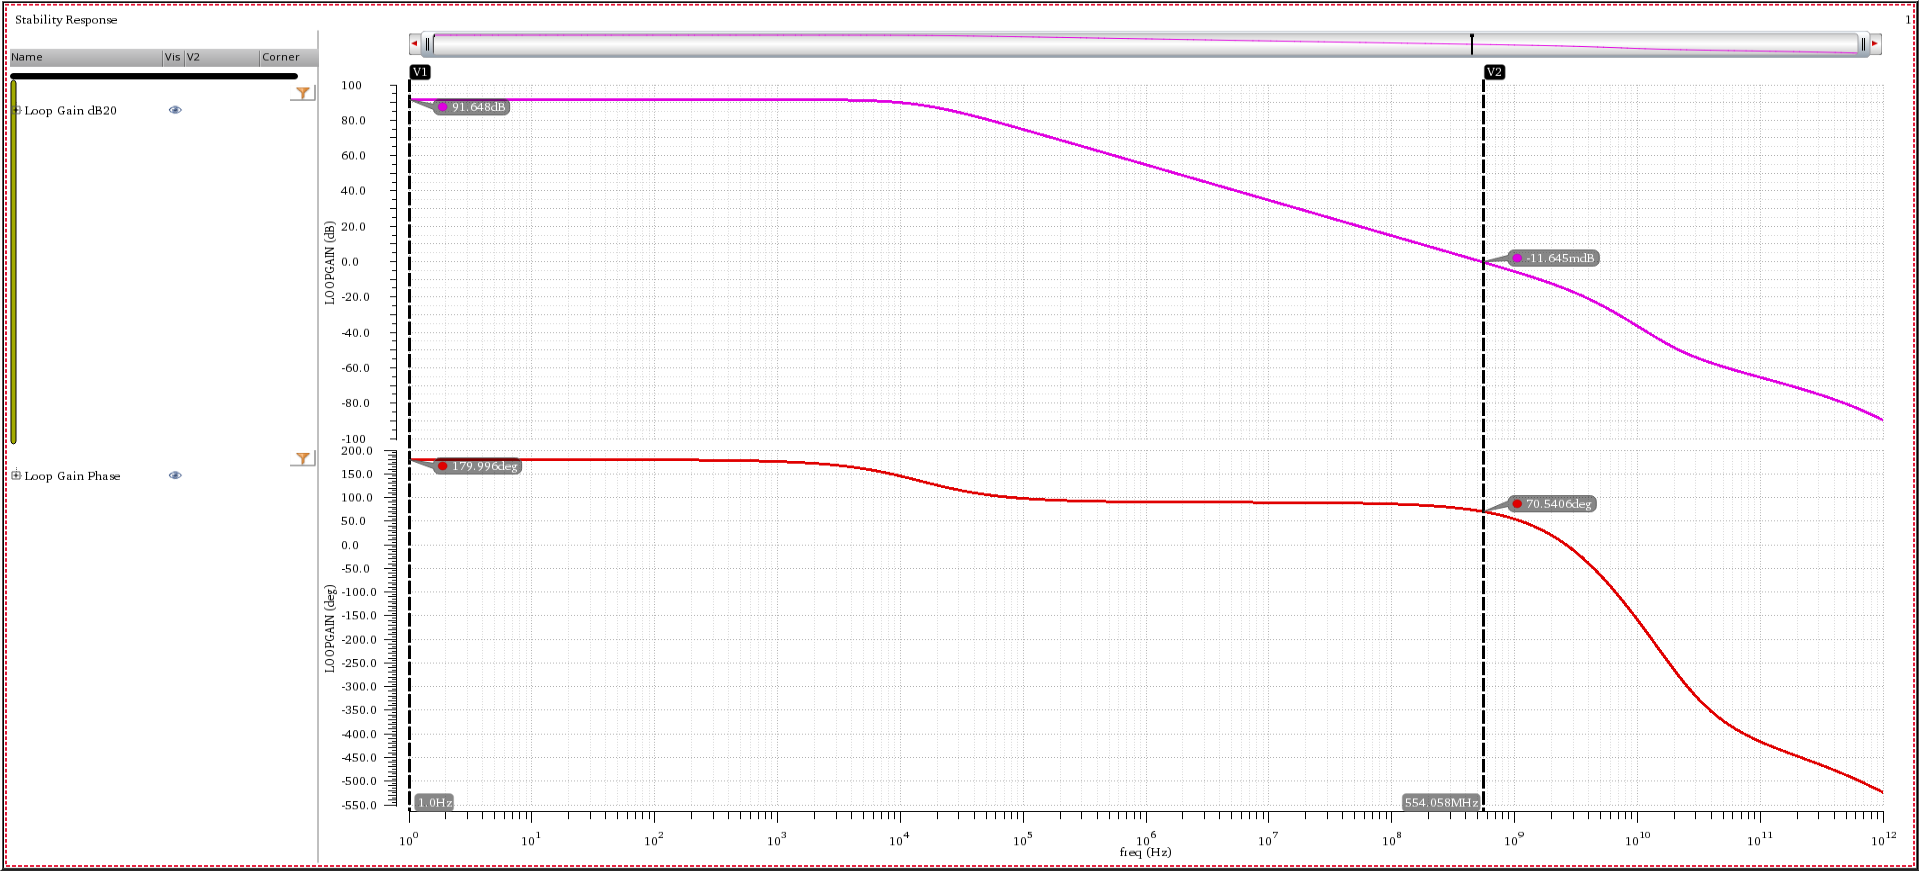 Stability Response
1
Name Vis V2 Corner
Loop Gain dB20
Loop Gain Phase
V1
V2
100
80.0
60.0
40.0
20.0
0.0
-20.0
-40.0
-60.0
-80.0
-100
LOOPGAIN (dB)
91.648dB
-11.645mdB
200.0
150.0
100.0
50.0
0.0
-50.0
-100.0
-150.0
-200.0
-250.0
-300.0
-350.0
-400.0
-450.0
-500.0
-550.0
LOOPGAIN (deg)
179.996deg
70.5406deg
1.0Hz
554.058MHz
10⁰ 10¹ 10² 10³ 10⁴ 10⁵ 10⁶ 10⁷ 10⁸ 10⁹ 10¹⁰ 10¹¹ 10¹²
freq (Hz)